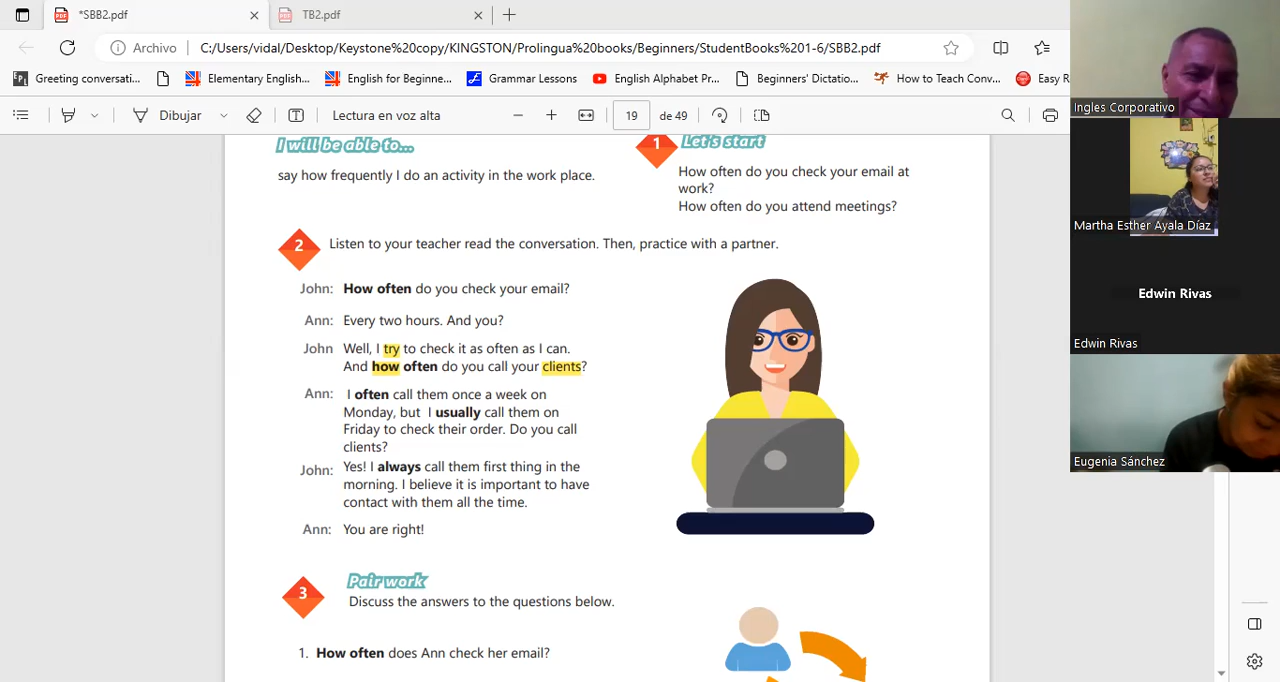 *SBB2.pdf
TB2.pdf
Archivo
C:/Users/vidal/Desktop/Keystone%20copy/KINGSTON/Prolingua%20books/Beginners/StudentBooks%201-6/SBB2.pdf
Greeting conversati...
Elementary English...
English for Beginne...
Grammar Lessons
English Alphabet Pr...
Beginners' Dictatio...
How to Teach Conv...
Easy R
Dibujar
Lectura en voz alta
19 de 49
I will be able to...
say how frequently I do an activity in the work place.
1
Let's start
How often do you check your email at
work?
How often do you attend meetings?
2
Listen to your teacher read the conversation. Then, practice with a partner.
John: How often do you check your email?
Ann: Every two hours. And you?
John Well, I try to check it as often as I can.
And how often do you call your clients?
Ann: I often call them once a week on
Monday, but I usually call them on
Friday to check their order. Do you call
clients?
John: Yes! I always call them first thing in the
morning. I believe it is important to have
contact with them all the time.
Ann: You are right!
3
Pair work
Discuss the answers to the questions below.
1. How often does Ann check her email?
Ingles Corporativo
Martha Esther Ayala Díaz
Edwin Rivas
Edwin Rivas
Eugenia Sánchez